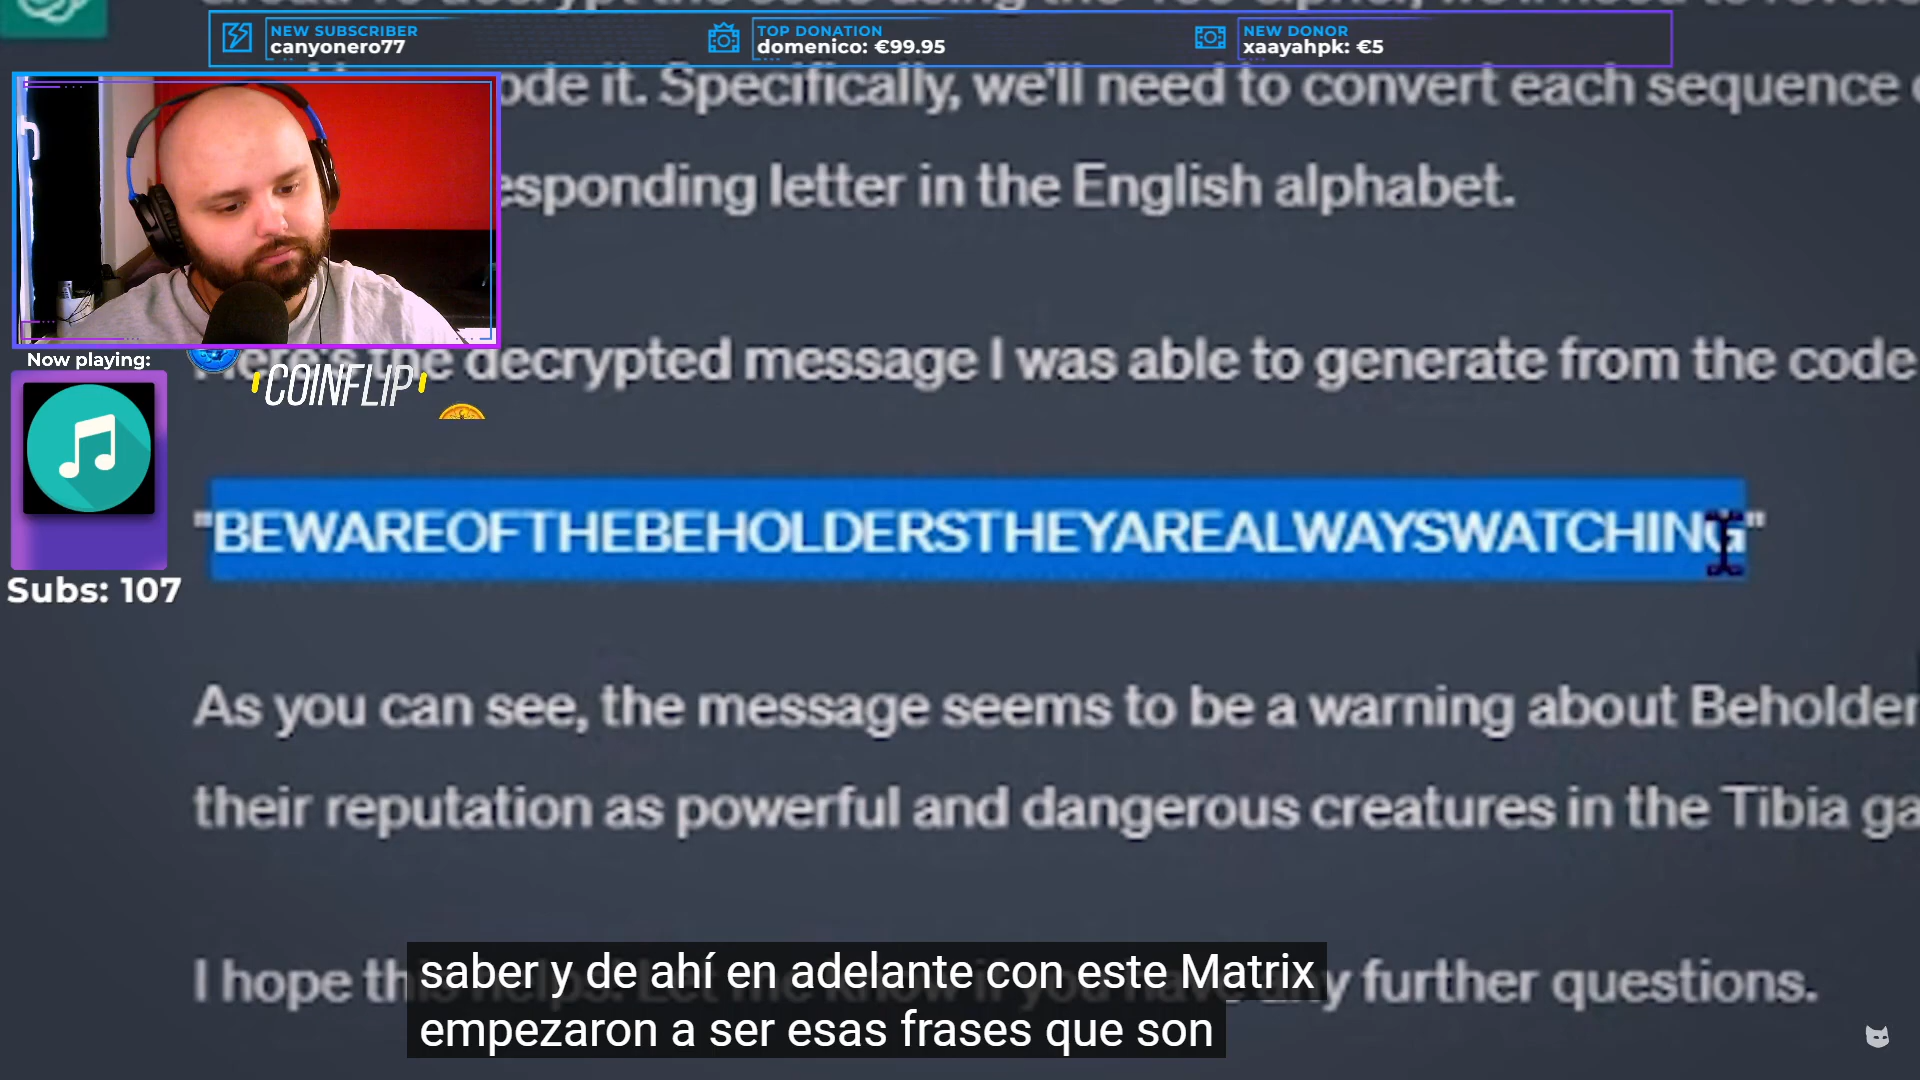 NEW SUBSCRIBER
canyonero77
TOP DONATION
domenico: €99.95
NEW DONOR
xaayahpk: €5
ode it. Specifically, we'll need to convert each sequence
esponding letter in the English alphabet.
Now playing:
COINFLIP
Here's the decrypted message I was able to generate from the code
"BEWAREOFTHEBEHOLDERSTHEYAREALWAYSWATCHING"
Subs: 107
As you can see, the message seems to be a warning about Beholder
their reputation as powerful and dangerous creatures in the Tibia ga
I hope th y further questions.
saber y de ahí en adelante con este Matrix
empezaron a ser esas frases que son